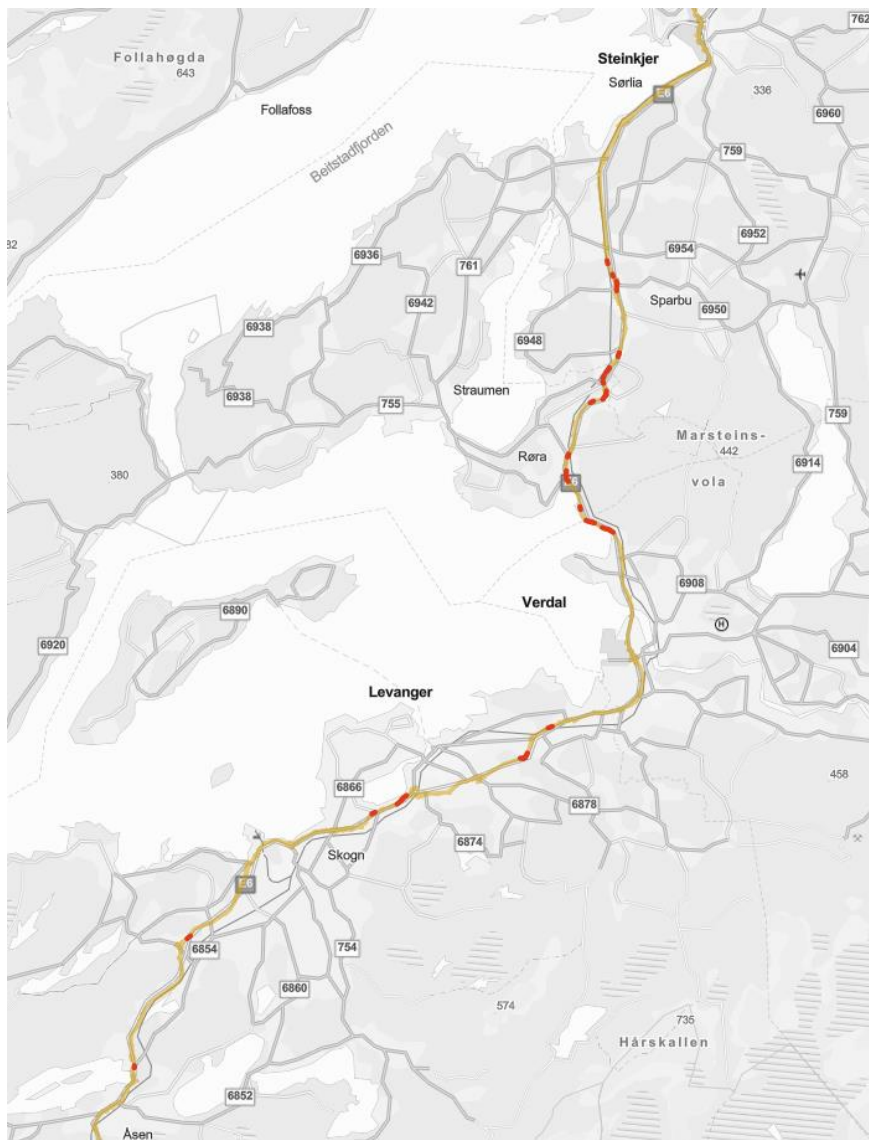 762
Steinkjer
Follahøgda
643
Sørlia
E6
336
Follafoss
6960
Beitstadfjorden
759
82
6936
6952
6954
761
6942
Sparbu
6950
6938
6948
6938
Straumen
755
759
Marsteins-
442
Røra
6914
380
vola
E6
6908
6890
Verdal
H
6920
6904
Levanger
458
6866
6878
6874
Skogn
E6
6854
754
6860
574
735
Hårskallen
6852
Åsen